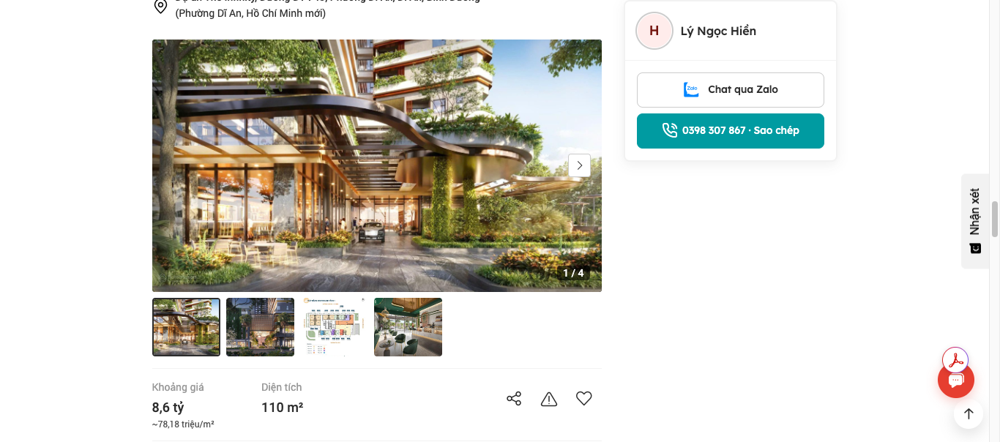 (Phường Dĩ An, Hồ Chí Minh mới)
H
Lý Ngọc Hiền
Zalo
Chat qua Zalo
0398 307 867 · Sao chép
Nhận xét
1 / 4
Khoảng giá
8,6 tỷ
~78,18 triệu/m²
Diện tích
110 m²